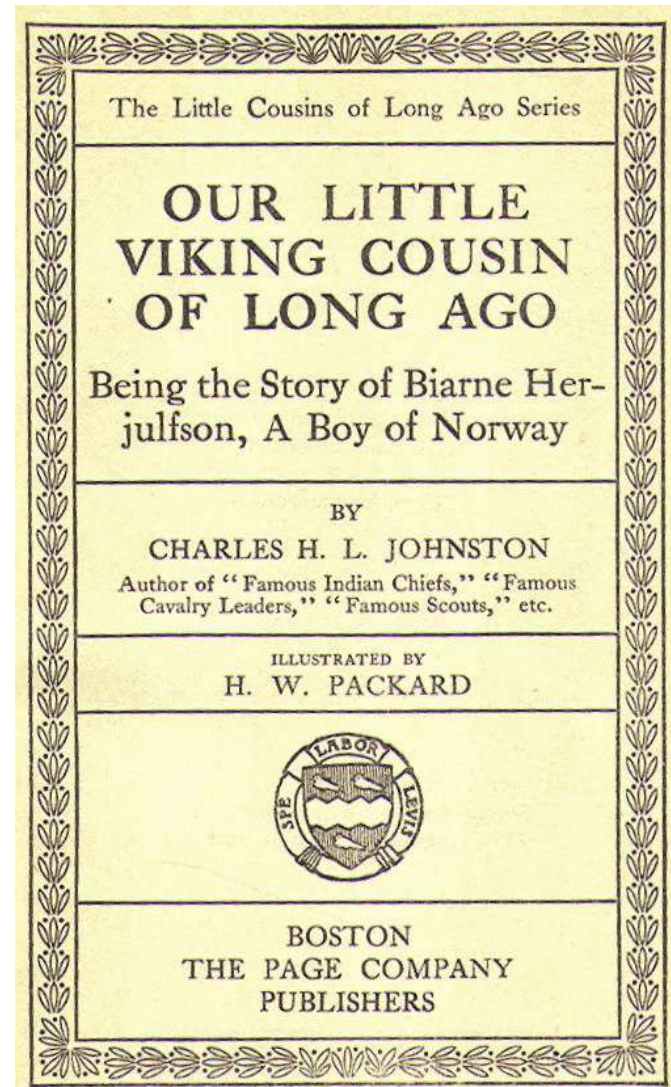 The Little Cousins of Long Ago Series
OUR LITTLE
VIKING COUSIN
OF LONG AGO
Being the Story of Biarne Her-
julfson, A Boy of Norway
BY
CHARLES H. L. JOHNSTON
Author of “Famous Indian Chiefs,” “Famous
Cavalry Leaders,” “Famous Scouts,” etc.
ILLUSTRATED BY
H. W. PACKARD
SPE LABOR LEVIS
BOSTON
THE PAGE COMPANY
PUBLISHERS